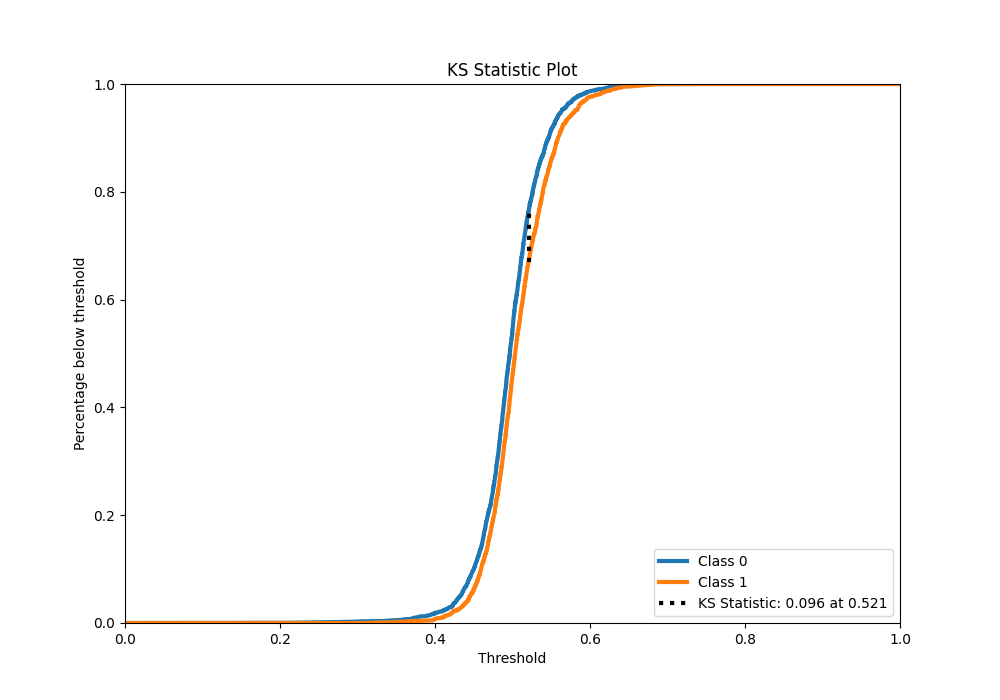 KS Statistic Plot
1.0
0.8
0.6
0.4
0.2
0.0
Percentage below threshold
0.0 0.2 0.4 0.6 0.8 1.0
Threshold
Class 0
Class 1
KS Statistic: 0.096 at 0.521